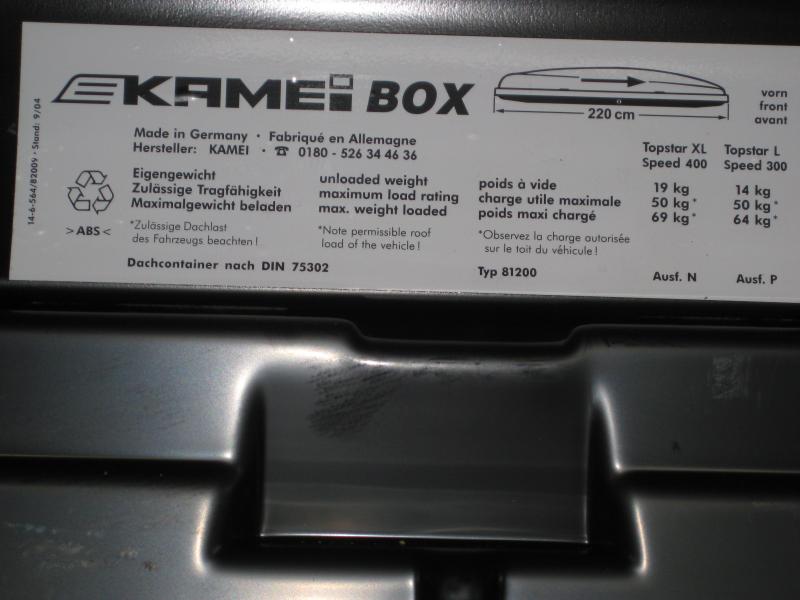 KAMEI BOX
220 cm
vorn
front
avant
14-6-564/82009 · Stand: 9/04
Made in Germany · Fabriqué en Allemagne
Hersteller: KAMEI · ☎ 0180 - 526 34 4636
Topstar XL Topstar L
Speed 400 Speed 300
Eigengewicht unloaded weight poids à vide 19 kg 14 kg
Zulässige Tragfähigkeit maximum load rating charge utile maximale 50 kg* 50 kg*
Maximalgewicht beladen max. weight loaded poids maxi chargé 69 kg* 64 kg*
>ABS<
*Zulässige Dachlast *Note permissible roof *Observez la charge autorisée
des Fahrzeugs beachten! load of the vehicle! sur le toit du véhicule!
Dachcontainer nach DIN 75302 Typ 81200 Ausf. N Ausf. P